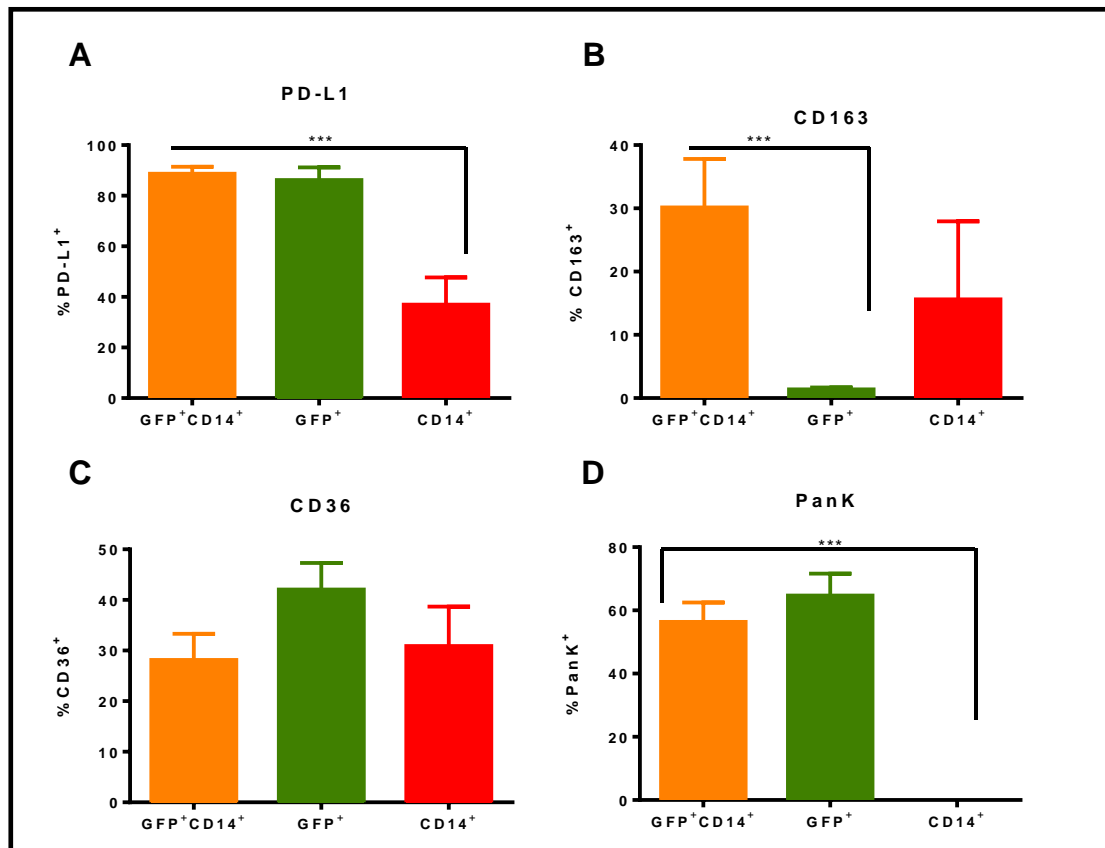 A
PD-L1
***
100
80
60
40
20
0
%PD-L1⁺
GFP⁺CD14⁺ GFP⁺ CD14⁺
B
CD163
***
40
30
20
10
0
% CD163⁺
GFP⁺CD14⁺ GFP⁺ CD14⁺
C
CD36
50
40
30
20
10
0
%CD36⁺
GFP⁺CD14⁺ GFP⁺ CD14⁺
D
PanK
***
80
60
40
20
0
%PanK⁺
GFP⁺CD14⁺ GFP⁺ CD14⁺